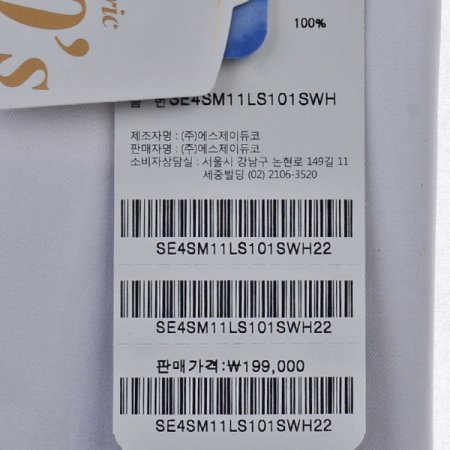 ric
O's
100%
품 번 SE4SM11LS101SWH
제조자명 : (주)에스제이듀코
판매자명 : (주)에스제이듀코
소비자상담실 : 서울시 강남구 논현로 149길 11
세중빌딩 (02) 2106-3520
SE4SM11LS101SWH22
SE4SM11LS101SWH22
판매가격:₩199,000
SE4SM11LS101SWH22